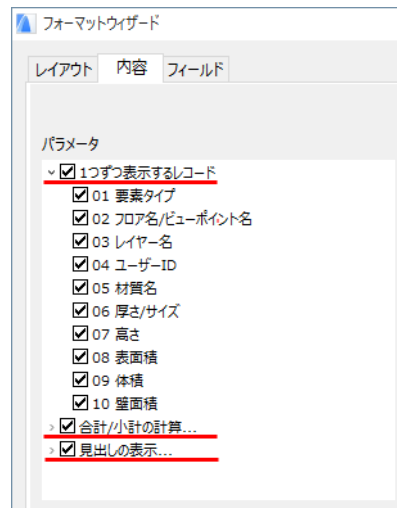 フォーマットウィザード
レイアウト 内容 フィールド
パラメータ
1つずつ表示するレコード
01 要素タイプ
02 フロア名/ビューポイント名
03 レイヤー名
04 ユーザーID
05 材質名
06 厚さ/サイズ
07 高さ
08 表面積
09 体積
10 壁面積
合計/小計の計算...
見出しの表示...